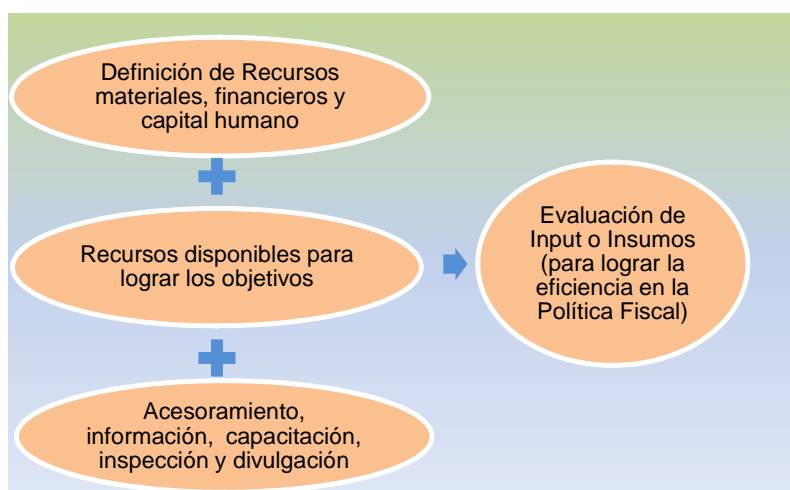 Definición de Recursos
materiales, financieros y
capital humano
Recursos disponibles para
lograr los objetivos
Evaluación de
Input o Insumos
(para lograr la
eficiencia en la
Política Fiscal)
Acesoramiento,
información, capacitación,
inspección y divulgación